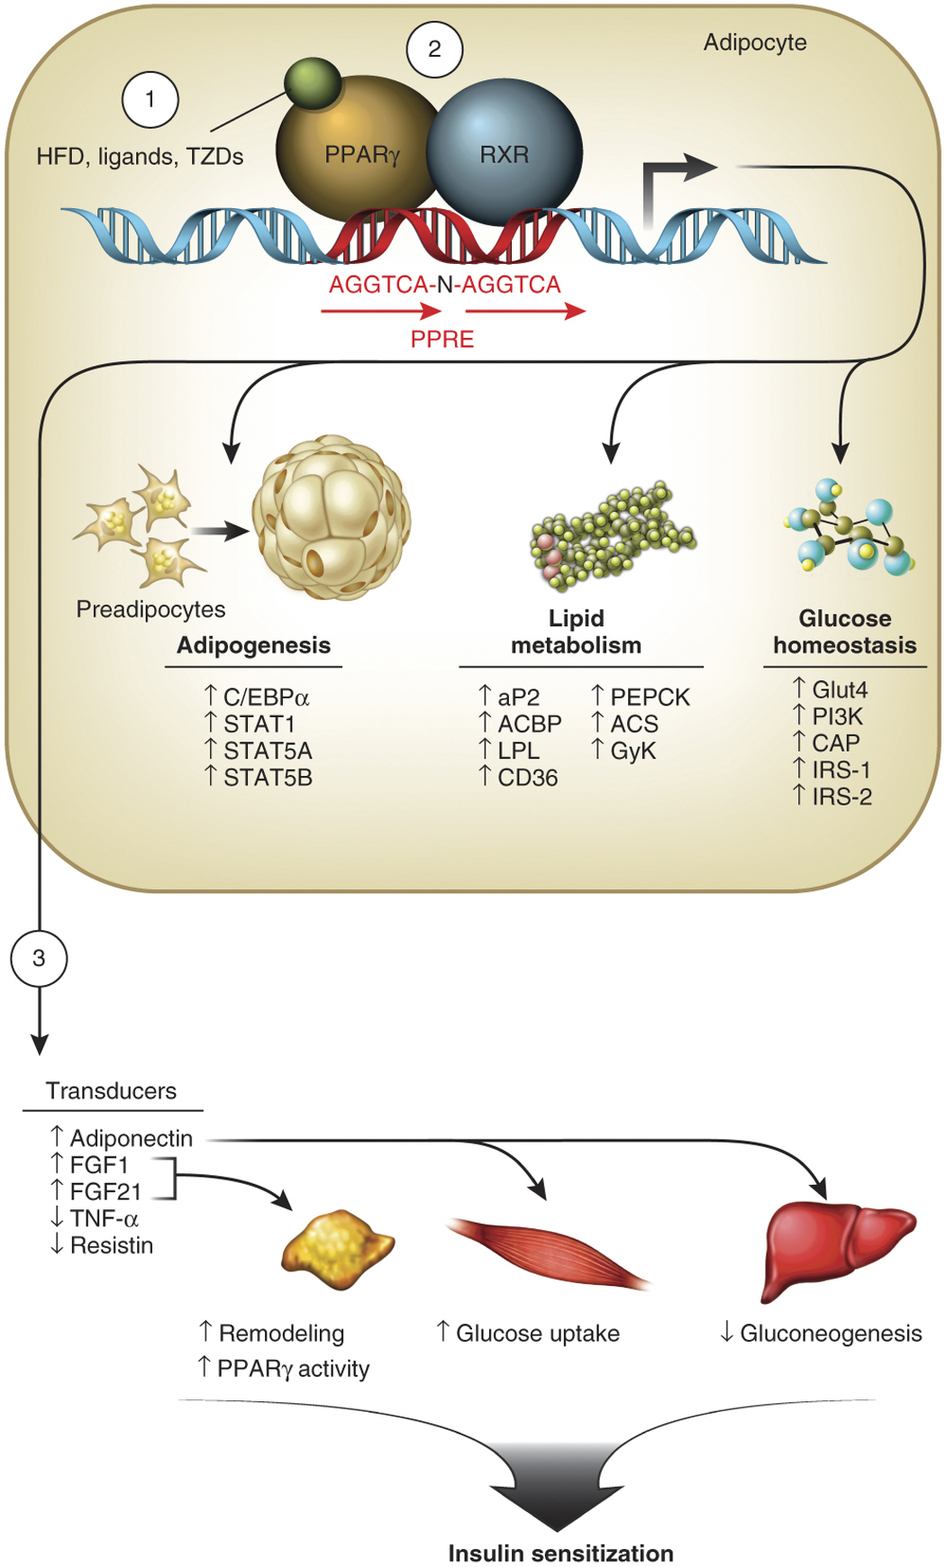 Adipocyte
1
2
HFD, ligands, TZDs
PPARγ
RXR
AGGTCA-N-AGGTCA
PPRE
Preadipocytes
Adipogenesis
↑ C/EBPα
↑ STAT1
↑ STAT5A
↑ STAT5B
Lipid
metabolism
↑ aP2
↑ ACBP
↑ LPL
↑ CD36
↑ PEPCK
↑ ACS
↑ GyK
Glucose
homeostasis
↑ Glut4
↑ PI3K
↑ CAP
↑ IRS-1
↑ IRS-2
3
Transducers
↑ Adiponectin
↑ FGF1
↑ FGF21
↓ TNF-α
↓ Resistin
↑ Remodeling
↑ PPARγ activity
↑ Glucose uptake
↓ Gluconeogenesis
Insulin sensitization